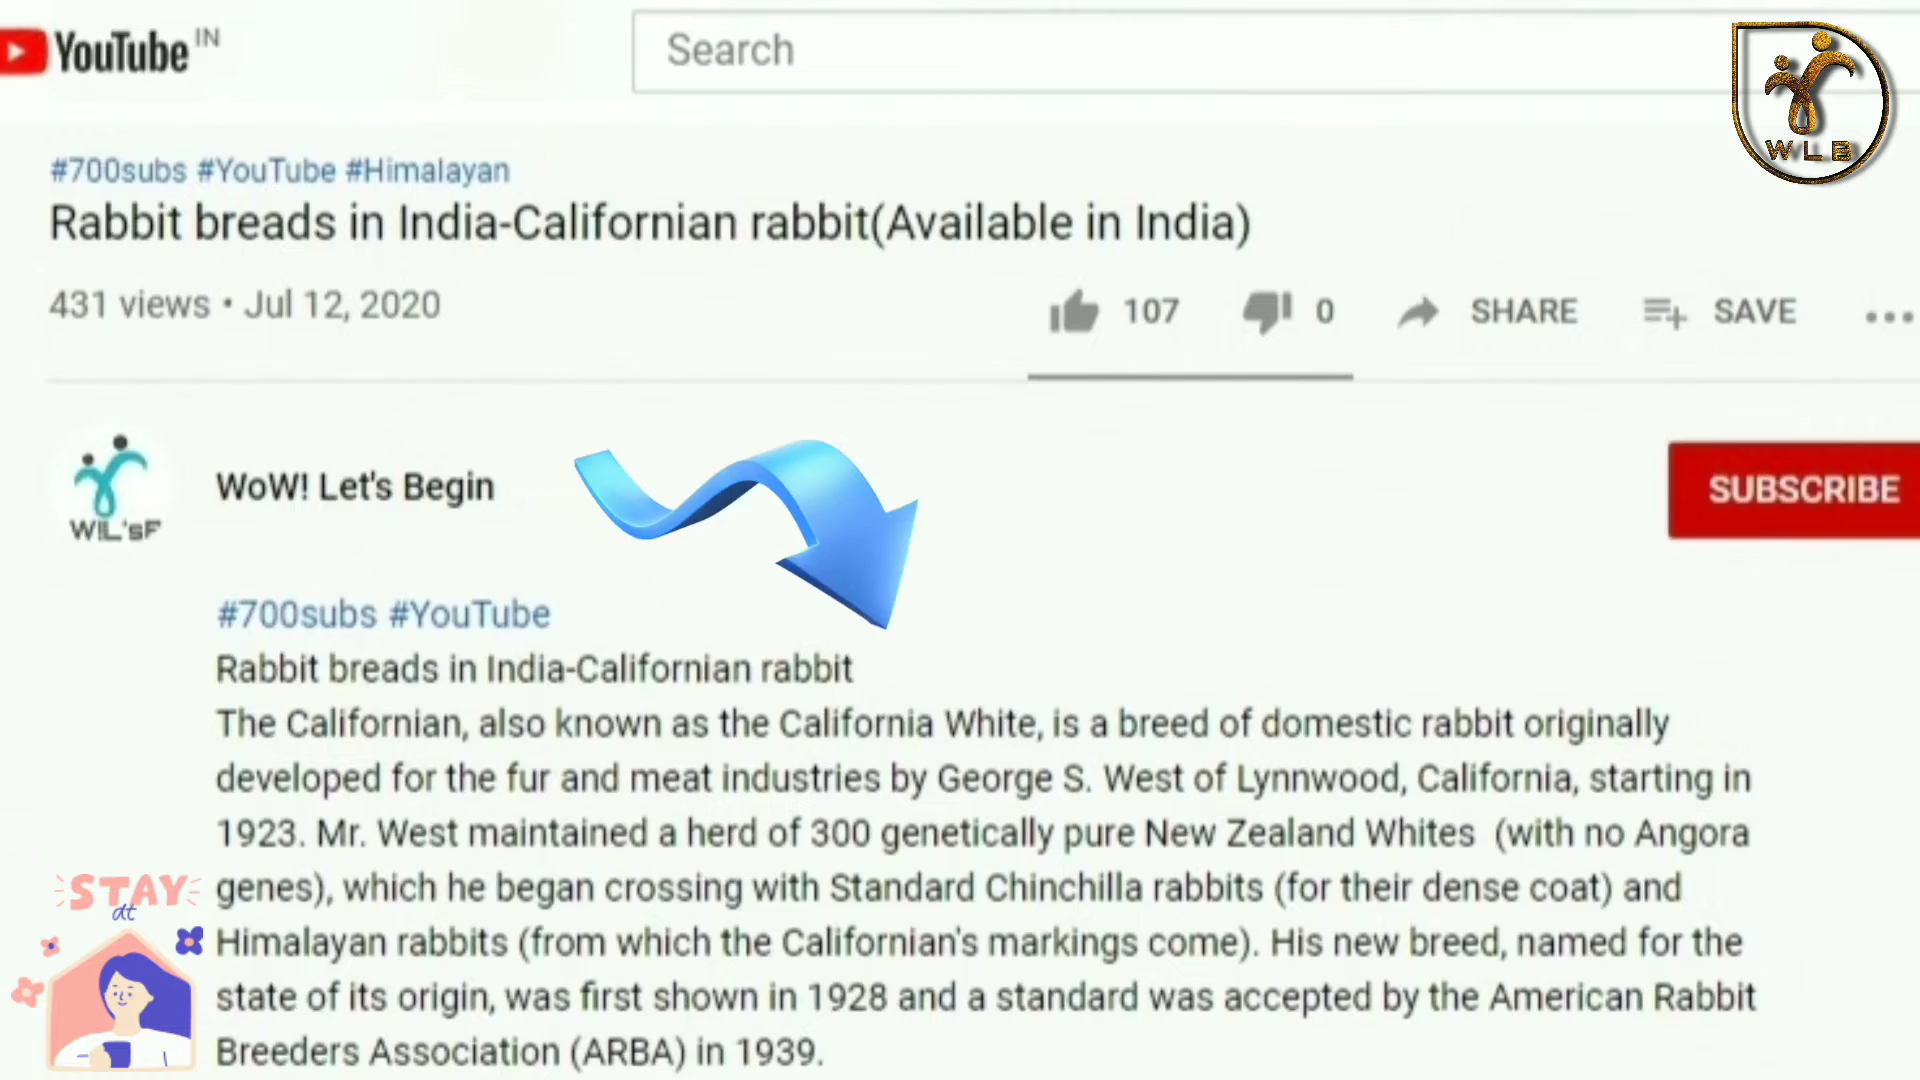 YouTube IN
Search
WLB
#700subs #YouTube #Himalayan
Rabbit breads in India-Californian rabbit(Available in India)
431 views • Jul 12, 2020
107
0
SHARE
SAVE
WoW! Let's Begin
WIL'sF
SUBSCRIBE
#700subs #YouTube
Rabbit breads in India-Californian rabbit
The Californian, also known as the California White, is a breed of domestic rabbit originally
developed for the fur and meat industries by George S. West of Lynnwood, California, starting in
1923. Mr. West maintained a herd of 300 genetically pure New Zealand Whites  (with no Angora
genes), which he began crossing with Standard Chinchilla rabbits (for their dense coat) and
Himalayan rabbits (from which the Californian's markings come). His new breed, named for the
state of its origin, was first shown in 1928 and a standard was accepted by the American Rabbit
Breeders Association (ARBA) in 1939.
STAY
at